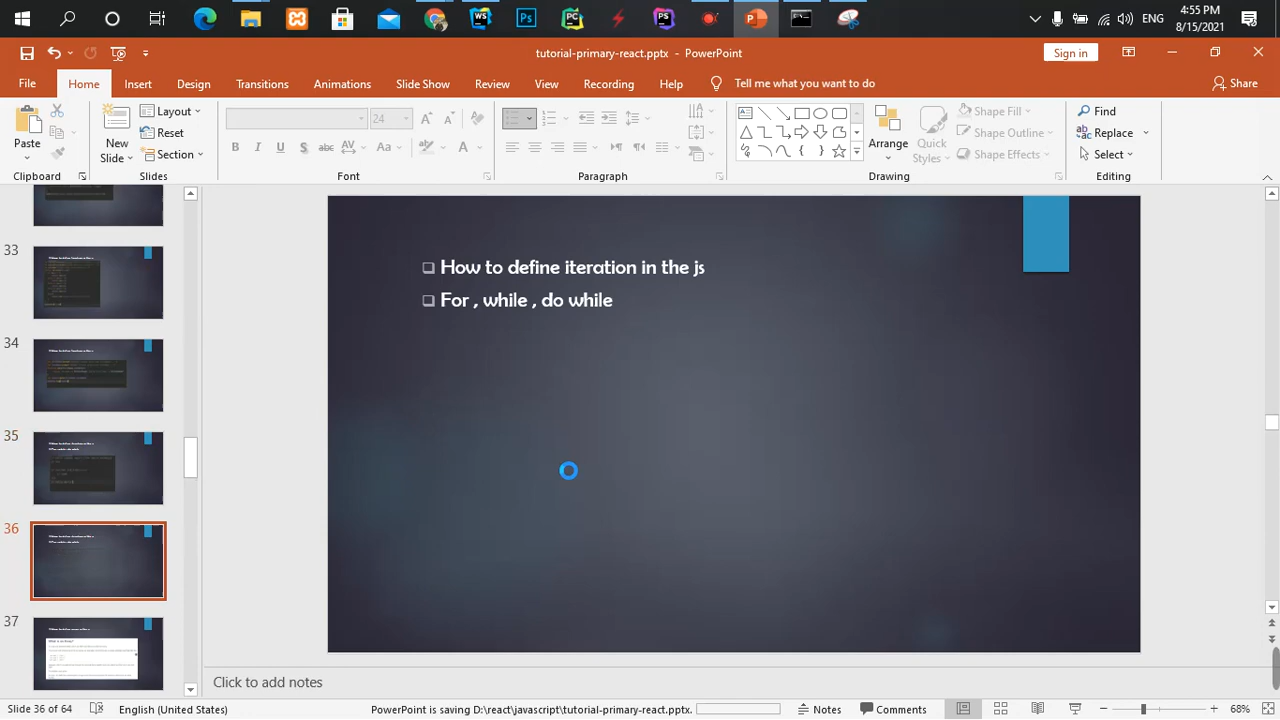 ENG
4:55 PM
8/15/2021
tutorial-primary-react.pptx - PowerPoint
Sign in
File
Home
Insert
Design
Transitions
Animations
Slide Show
Review
View
Recording
Help
Tell me what you want to do
Share
Paste
New
Slide
Layout
Reset
Section
24
Shape Fill
Shape Outline
Shape Effects
Arrange
Quick
Styles
Find
Replace
Select
Clipboard
Slides
Font
Paragraph
Drawing
Editing
33
34
35
36
37
How to define iteration in the js
For , while , do while
Click to add notes
Slide 36 of 64
English (United States)
PowerPoint is saving D:\react\javascript\tutorial-primary-react.pptx.
Notes
Comments
68%